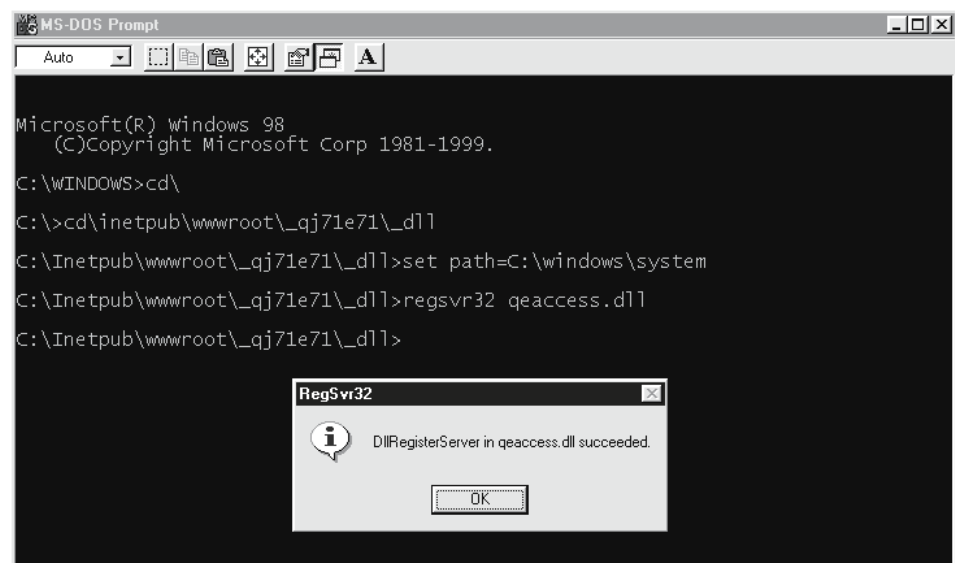 MS-DOS Prompt
Auto
A
Microsoft(R) Windows 98
(C)Copyright Microsoft Corp 1981-1999.
C:\WINDOWS>cd\
C:\>cd\inetpub\wwwroot\_qj71e71\_dll
C:\Inetpub\wwwroot\_qj71e71\_dll>set path=C:\windows\system
C:\Inetpub\wwwroot\_qj71e71\_dll>regsvr32 qeaccess.dll
C:\Inetpub\wwwroot\_qj71e71\_dll>
RegSvr32
DllRegisterServer in qeaccess.dll succeeded.
OK